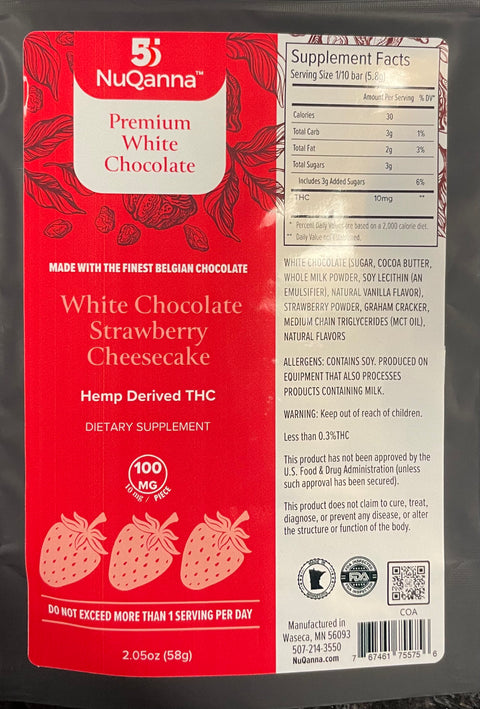 NuQanna™
Premium
White
Chocolate
MADE WITH THE FINEST BELGIAN CHOCOLATE
White Chocolate
Strawberry
Cheesecake
Hemp Derived THC
DIETARY SUPPLEMENT
100
MG
10 mg / PIECE
DO NOT EXCEED MORE THAN 1 SERVING PER DAY
2.05oz (58g)
Supplement Facts
Serving Size 1/10 bar (5.8g)
Amount Per Serving % DV*
Calories 30
Total Carb 3g 1%
Total Fat 2g 3%
Total Sugars 3g
Includes 3g Added Sugars 6%
THC 10mg **
* Percent Daily Values are based on a 2,000 calorie diet.
** Daily Value not established.
WHITE CHOCOLATE (SUGAR, COCOA BUTTER,
WHOLE MILK POWDER, SOY LECITHIN (AN
EMULSIFIER), NATURAL VANILLA FLAVOR),
STRAWBERRY POWDER, GRAHAM CRACKER,
MEDIUM CHAIN TRIGLYCERIDES (MCT OIL),
NATURAL FLAVORS
ALLERGENS: CONTAINS SOY. PRODUCED ON
EQUIPMENT THAT ALSO PROCESSES
PRODUCTS CONTAINING MILK.
WARNING: Keep out of reach of children.
Less than 0.3%THC
This product has not been approved by the
U.S. Food & Drug Administration (unless
such approval has been secured).
This product does not claim to cure, treat,
diagnose, or prevent any disease, or alter
the structure or function of the body.
FDA
COA
Manufactured in
Waseca, MN 56093
507-214-3550
NuQanna.com
7 67461 75575 6